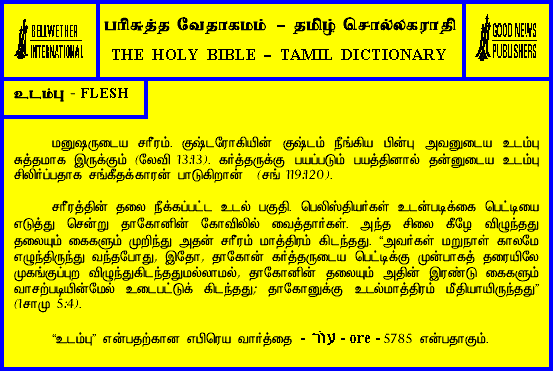 BELLWETHER
INTERNATIONAL
பரிசுத்த வேதாகமம் – தமிழ் சொல்லகராதி
THE HOLY BIBLE – TAMIL DICTIONARY
GOOD NEWS
PUBLISHERS
உடம்பு - FLESH
மனுஷருடைய சரீரம். குஷ்டரோகியின் குஷ்டம் நீங்கிய பின்பு அவனுடைய உடம்பு
சுத்தமாக இருக்கும் (லேவி 13:13). கர்த்தருக்கு பயப்படும் பயத்தினால் தன்னுடைய உடம்பு
சிலிர்ப்பதாக சங்கீதக்காரன் பாடுகிறான் (சங் 119:120).
சரீரத்தின் தலை நீக்கப்பட்ட உடல் பகுதி. பெலிஸ்தியர்கள் உடன்படிக்கை பெட்டியை
எடுத்து சென்று தாகோனின் கோவிலில் வைத்தார்கள். அந்த சிலை கீழே விழுந்தது
தலையும் கைகளும் முறிந்து அதன் சரீரம் மாத்திரம் கிடந்தது. “அவர்கள் மறுநாள் காலமே
எழுந்திருந்து வந்தபோது, இதோ, தாகோன் கர்த்தருடைய பெட்டிக்கு முன்பாகத் தரையிலே
முகங்குப்புற விழுந்துகிடந்ததுமல்லாமல், தாகோனின் தலையும் அதின் இரண்டு கைகளும்
வாசற்படியின்மேல் உடைபட்டுக் கிடந்தது; தாகோனுக்கு உடல்மாத்திரம் மீதியாயிருந்தது”
(1சாமு 5:4).
“உடம்பு” என்பதற்கான எபிரெய வார்த்தை - עוֹר - ore - 5785 என்பதாகும்.